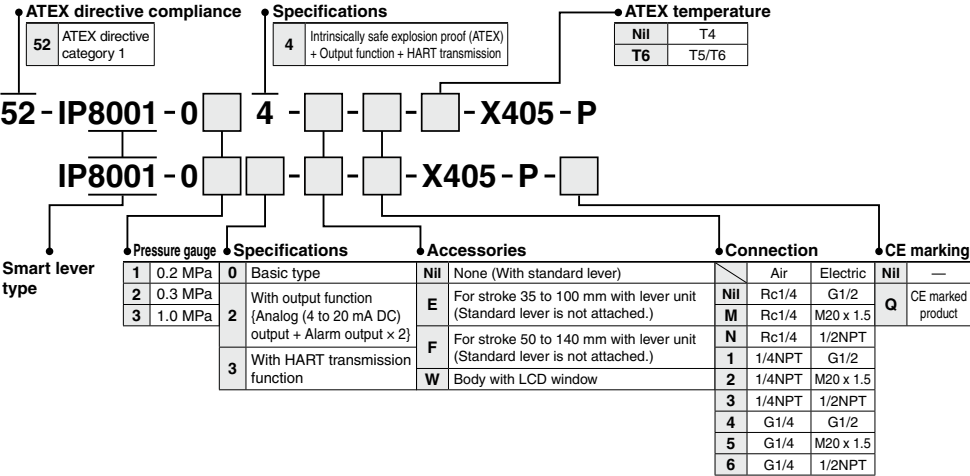 ATEX directive compliance
52 ATEX directive category 1
Specifications
4 Intrinsically safe explosion proof (ATEX)
+ Output function + HART transmission
ATEX temperature
Nil T4
T6 T5/T6
52 - IP8001 - 0 4 - - - - X405 - P
IP8001 - 0 - - - X405 - P -
Smart lever type
Pressure gauge
1 0.2 MPa
2 0.3 MPa
3 1.0 MPa
Specifications
0 Basic type
2 With output function
{Analog (4 to 20 mA DC)
output + Alarm output × 2}
3 With HART transmission
function
Accessories
Nil None (With standard lever)
E For stroke 35 to 100 mm with lever unit
(Standard lever is not attached.)
F For stroke 50 to 140 mm with lever unit
(Standard lever is not attached.)
W Body with LCD window
Connection
Air Electric
Nil Rc1/4 G1/2
M Rc1/4 M20 x 1.5
N Rc1/4 1/2NPT
1 1/4NPT G1/2
2 1/4NPT M20 x 1.5
3 1/4NPT 1/2NPT
4 G1/4 G1/2
5 G1/4 M20 x 1.5
6 G1/4 1/2NPT
CE marking
Nil —
Q CE marked
product